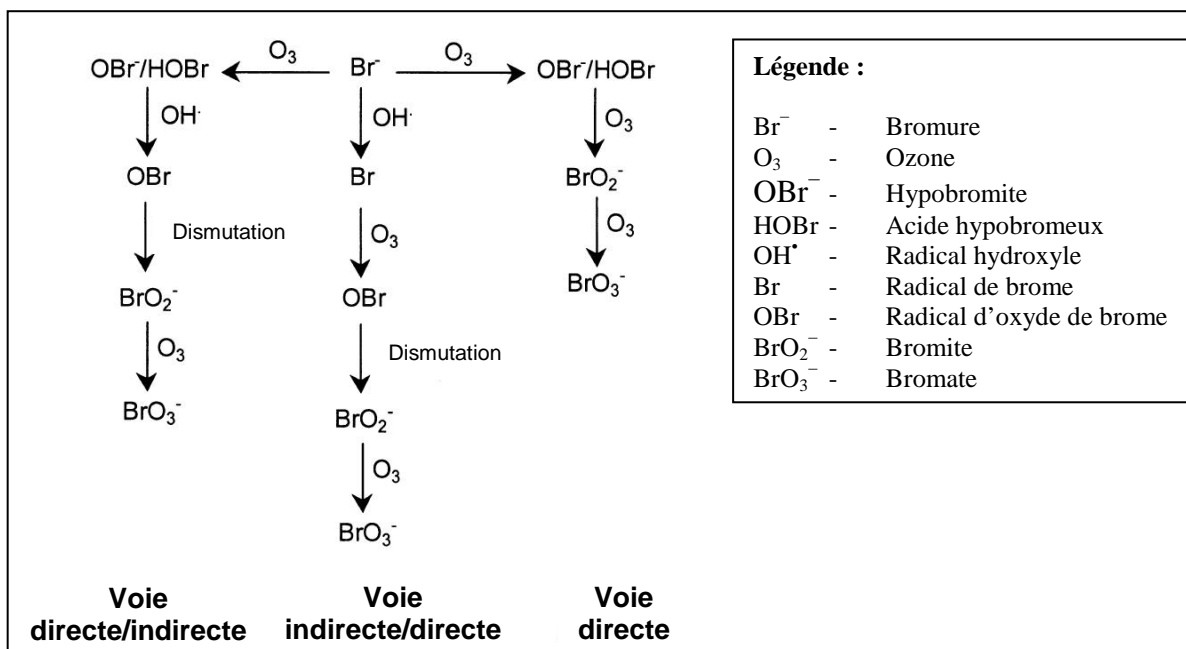 OBr⁻/HOBr
O₃
Br⁻
O₃
OBr⁻/HOBr
OH·
OH·
O₃
OBr
Br
BrO₂⁻
Dismutation
O₃
O₃
BrO₂⁻
OBr
BrO₃⁻
O₃
Dismutation
BrO₃⁻
BrO₂⁻
O₃
BrO₃⁻
Voie
directe/indirecte
Voie
indirecte/directe
Voie
directe
Légende :
Br⁻ - Bromure
O₃ - Ozone
OBr⁻ - Hypobromite
HOBr - Acide hypobromeux
OH• - Radical hydroxyle
Br - Radical de brome
OBr - Radical d'oxyde de brome
BrO₂⁻ - Bromite
BrO₃⁻ - Bromate